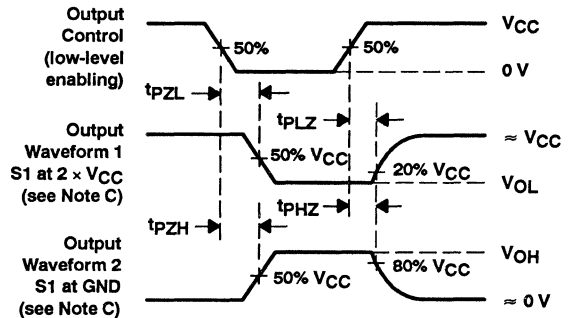 Output
Control
(low-level
enabling)
50%
50%
VCC
0 V
tPZL
tPLZ
Output
Waveform 1
S1 at 2 × VCC
(see Note C)
50% VCC
20% VCC
≈ VCC
VOL
tPZH
tPHZ
Output
Waveform 2
S1 at GND
(see Note C)
50% VCC
80% VCC
VOH
≈ 0 V